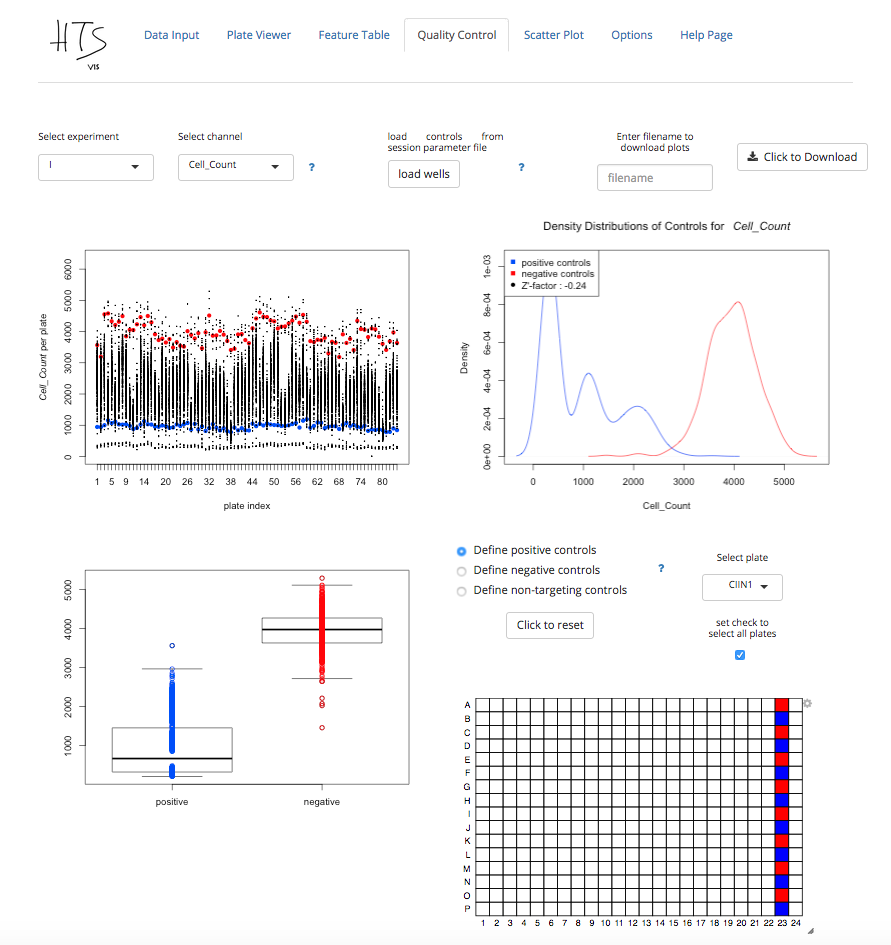 HTS
VIS
Data Input Plate Viewer Feature Table Quality Control Scatter Plot Options Help Page
Select experiment
I
Select channel
Cell_Count
?
load controls from
session parameter file
load wells
?
Enter filename to
download plots
filename
Click to Download
Cell_Count per plate
6000
5000
4000
3000
2000
1000
0
1 5 9 14 20 26 32 38 44 50 56 62 68 74 80
plate index
Density Distributions of Controls for Cell_Count
positive controls
negative controls
Z'-factor : -0.24
Density
1e-03
8e-04
6e-04
4e-04
2e-04
0e+00
0 1000 2000 3000 4000 5000
Cell_Count
5000
4000
3000
2000
1000
positive negative
Define positive controls
Define negative controls
Define non-targeting controls
?
Click to reset
Select plate
CIIN1
set check to
select all plates
A
B
C
D
E
F
G
H
I
J
K
L
M
N
O
P
1 2 3 4 5 6 7 8 9 10 11 12 13 14 15 16 17 18 19 20 21 22 23 24